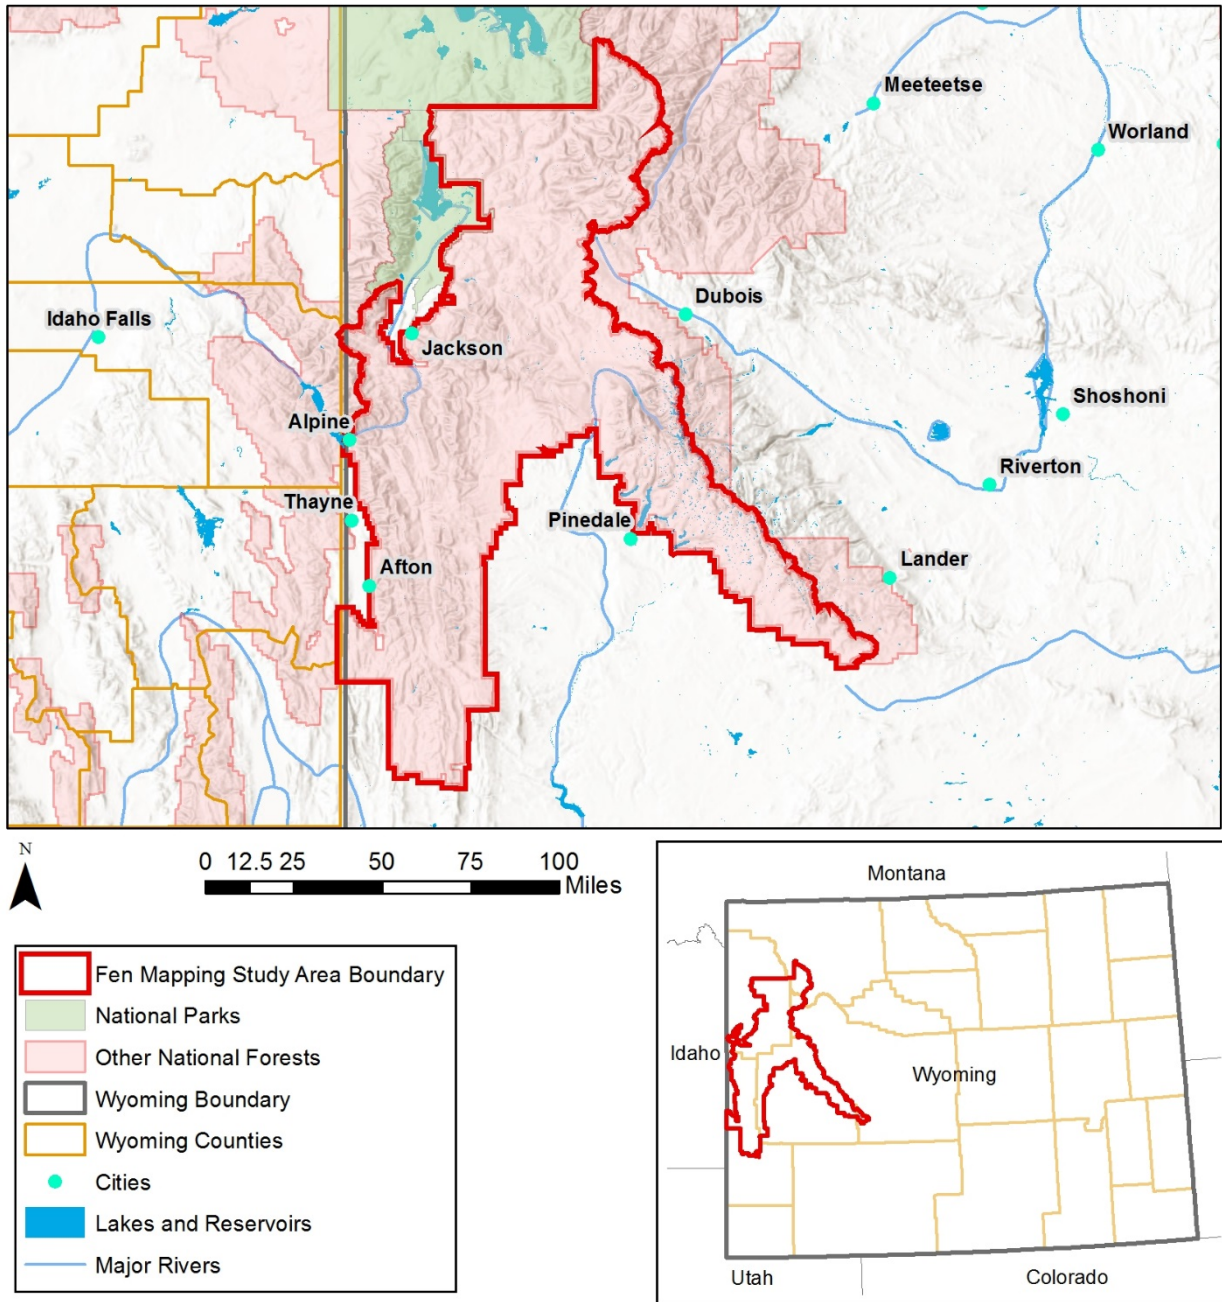 Meeteetse
Worland
Dubois
Idaho Falls
Jackson
Shoshoni
Alpine
Riverton
Thayne
Pinedale
Lander
Afton
N
0 12.5 25 50 75 100
Miles
Fen Mapping Study Area Boundary
National Parks
Other National Forests
Wyoming Boundary
Wyoming Counties
Cities
Lakes and Reservoirs
Major Rivers
Montana
Idaho
Wyoming
Utah
Colorado